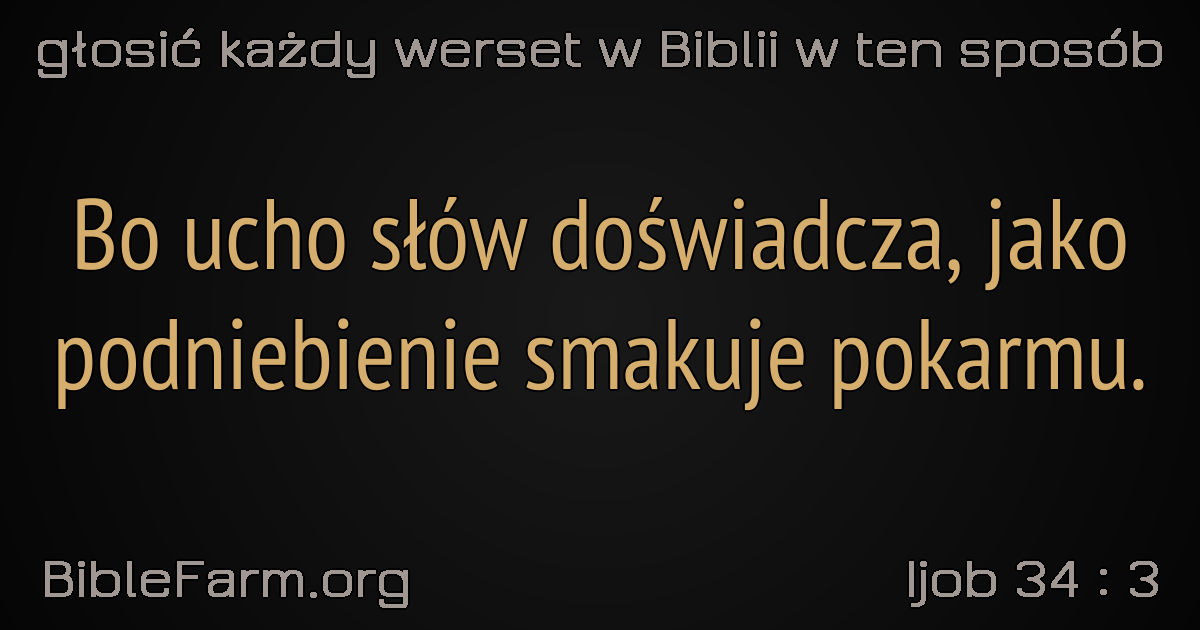 głosić każdy werset w Biblii w ten sposób
Bo ucho słów doświadcza, jako
podniebienie smakuje pokarmu.
BibleFarm.org
Ijob 34 : 3